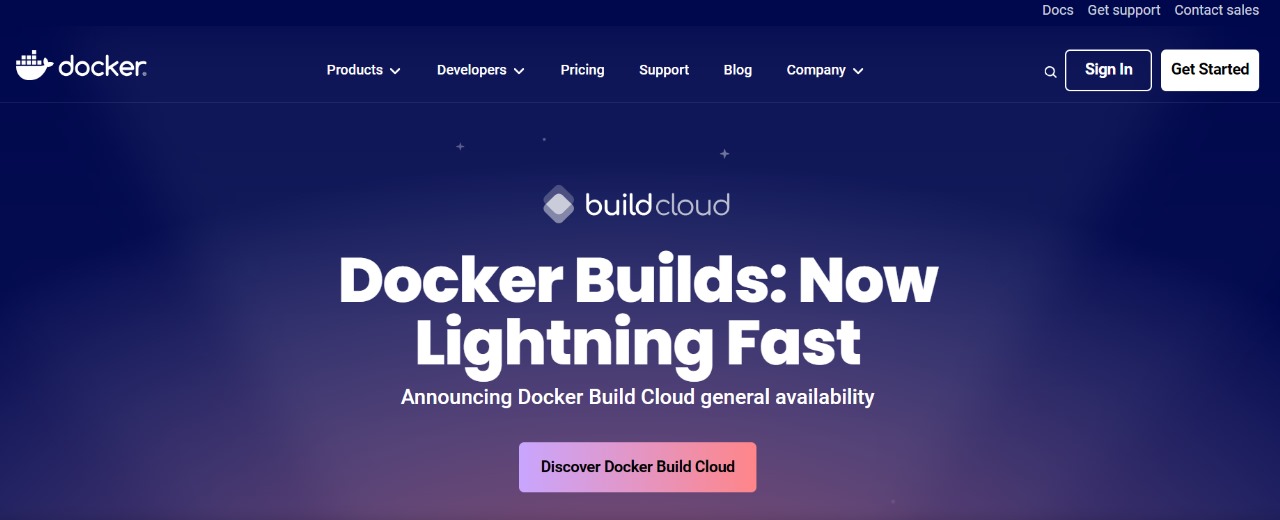 Docs Get support Contact sales
docker
Products Developers Pricing Support Blog Company Sign In Get Started
buildcloud
Docker Builds: Now
Lightning Fast
Announcing Docker Build Cloud general availability
Discover Docker Build Cloud